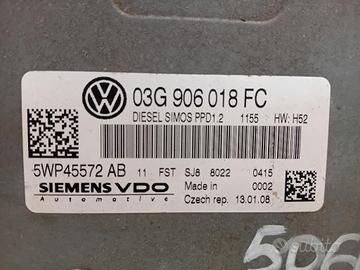 03G 906 018 FC
DIESEL SIMOS PPD1.2 1155 HW: H52
5WP45572 AB 11 FST SJ8 8022 0415
SIEMENS VDO Made in 0002
Automotive Czech rep. 13.01.08
506
subito